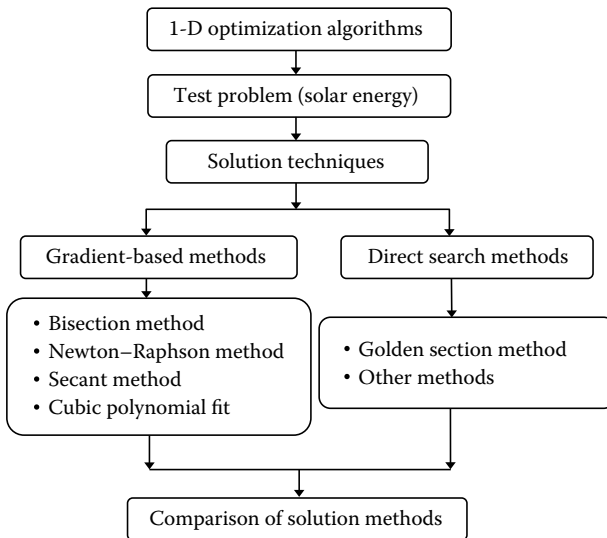 1-D optimization algorithms
Test problem (solar energy)
Solution techniques
Gradient-based methods
Direct search methods
• Bisection method
• Newton–Raphson method
• Secant method
• Cubic polynomial fit
• Golden section method
• Other methods
Comparison of solution methods